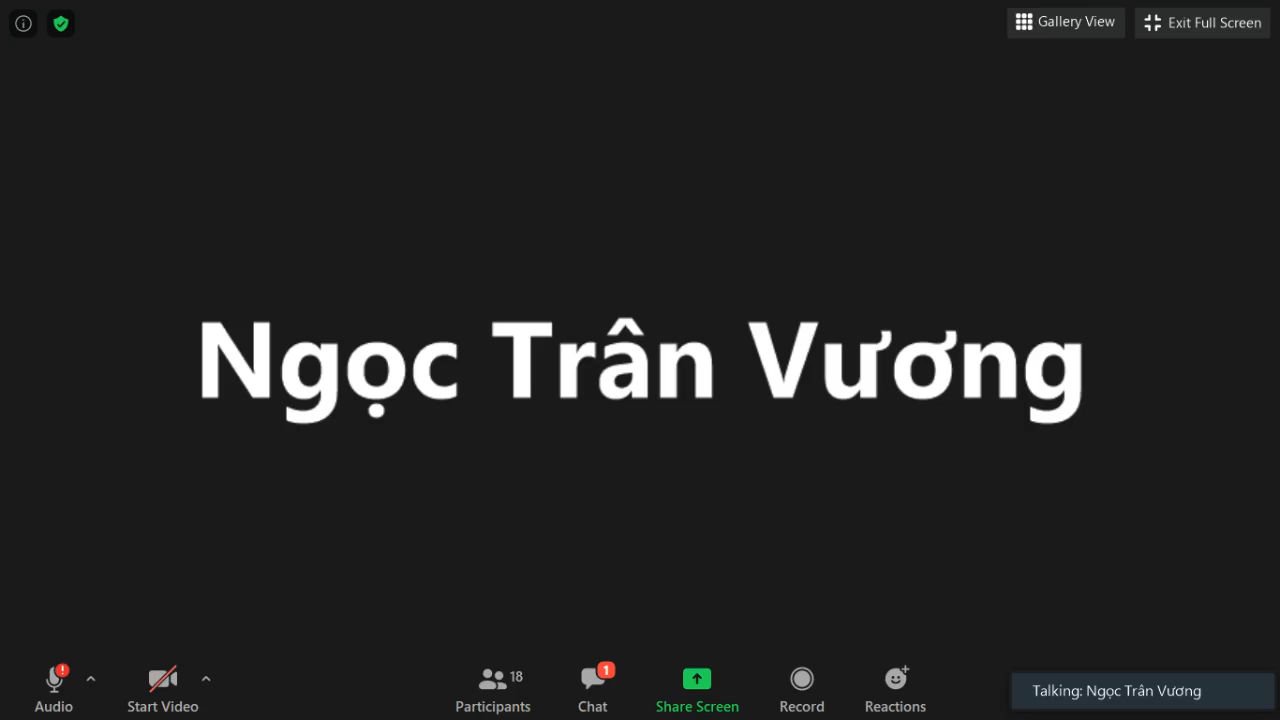 Gallery View
Exit Full Screen
Ngọc Trân Vương
18
1
Audio
Start Video
Participants
Chat
Share Screen
Record
Reactions
Talking: Ngọc Trân Vương